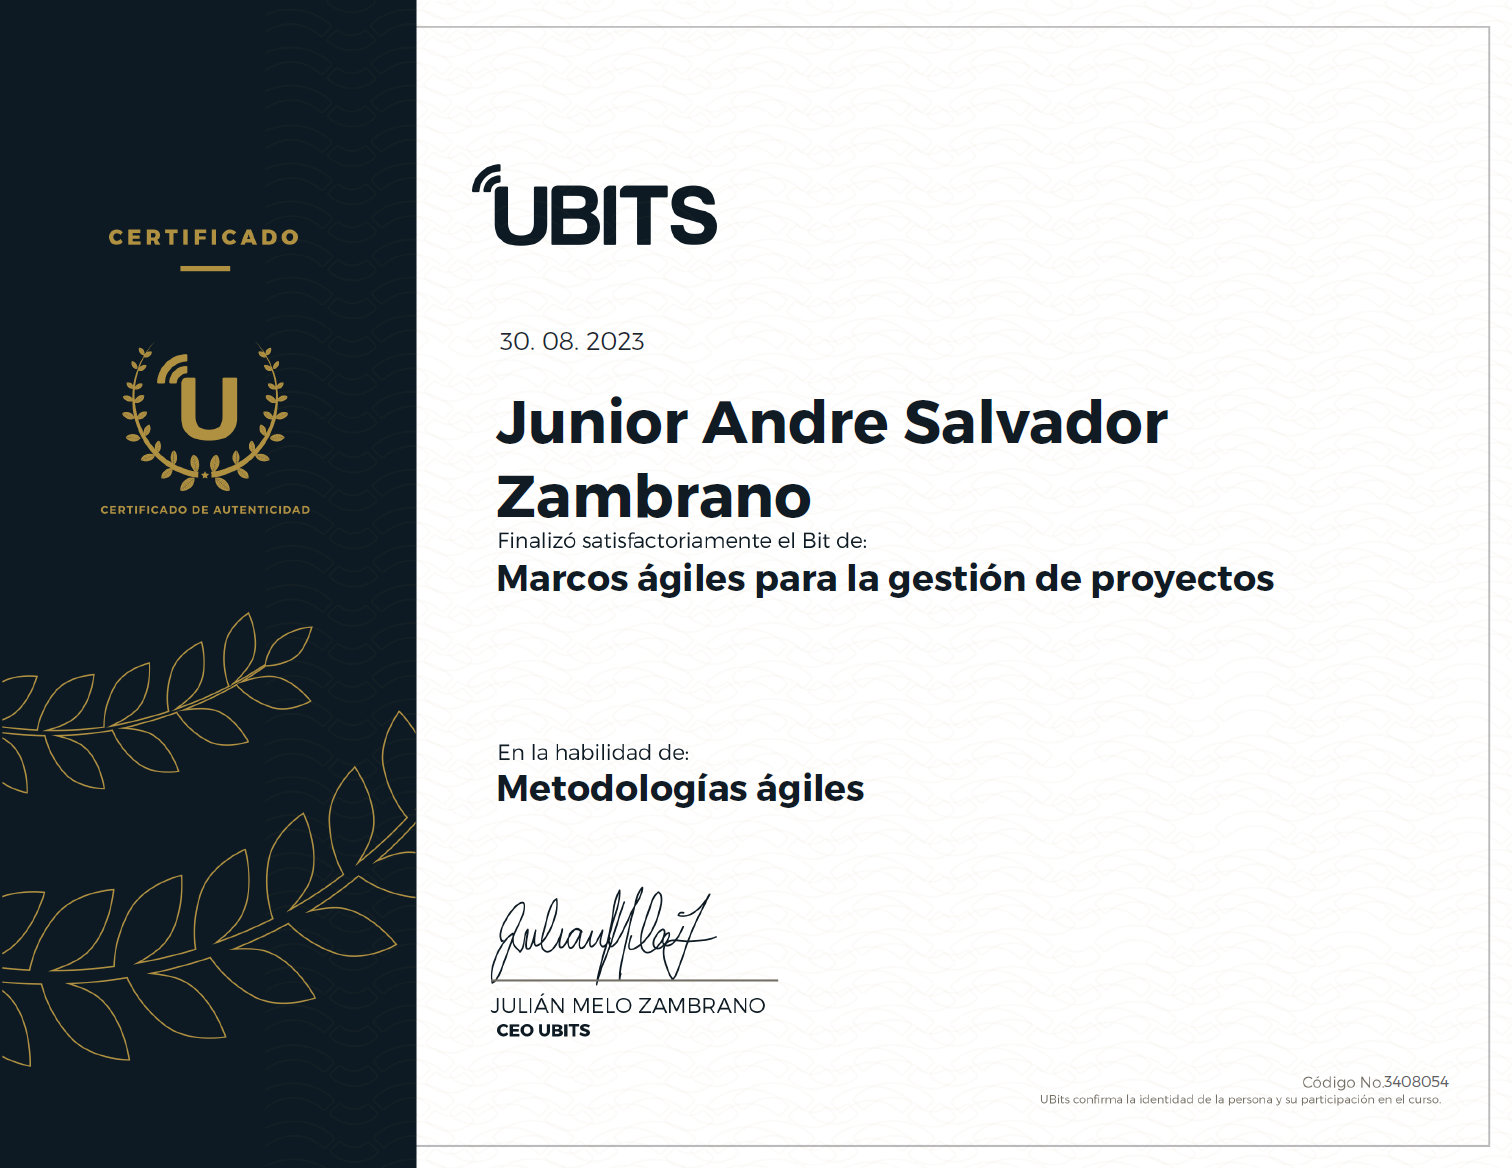 CERTIFICADO
U
CERTIFICADO DE AUTENTICIDAD
UBITS
30. 08. 2023
Junior Andre Salvador
Zambrano
Finalizó satisfactoriamente el Bit de:
Marcos ágiles para la gestión de proyectos
En la habilidad de:
Metodologías ágiles
JULIÁN MELO ZAMBRANO
CEO UBITS
Código No.3408054
UBits confirma la identidad de la persona y su participación en el curso.